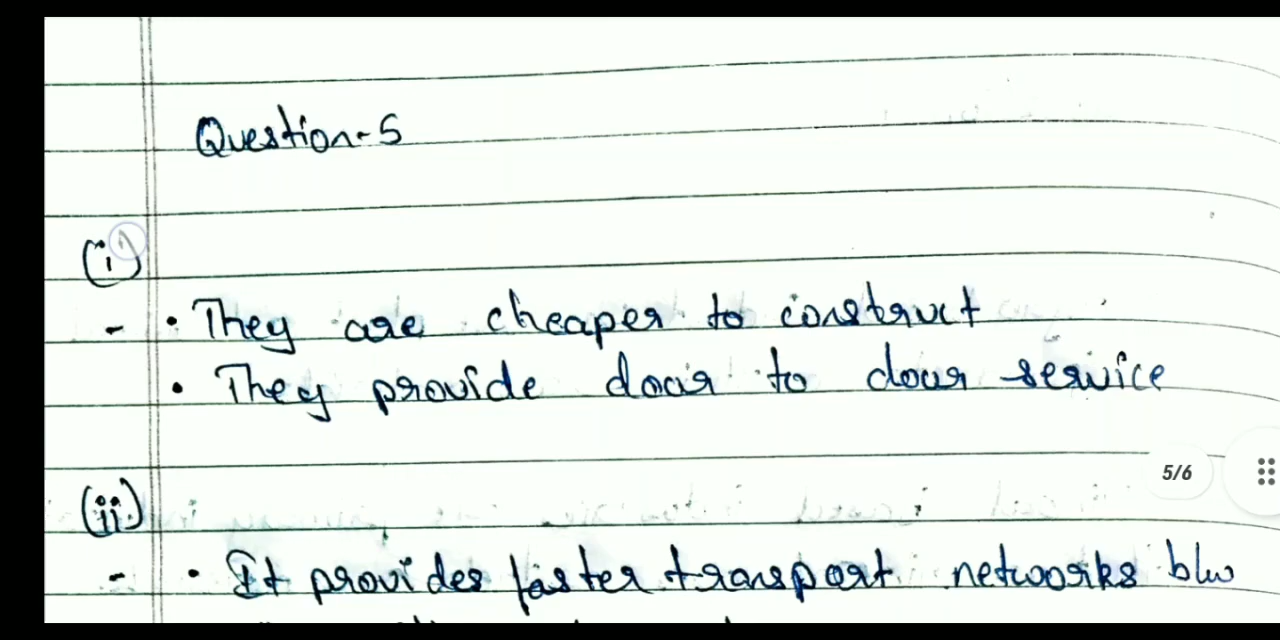 Question-5
(i)
- • They are cheaper to construct
• They provide door to door service
5/6
(ii)
- • It provides faster transport networks b/w